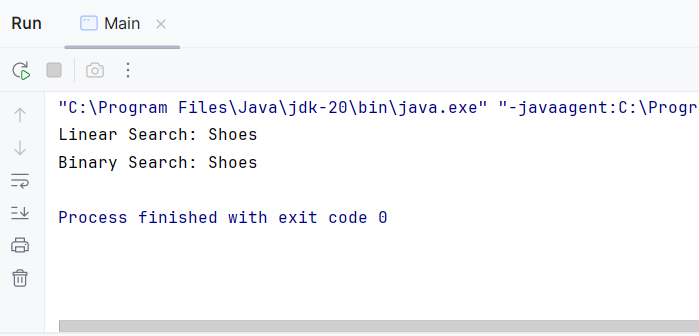 Run Main
"C:\Program Files\Java\jdk-20\bin\java.exe" "-javaagent:C:\Progr
Linear Search: Shoes
Binary Search: Shoes
Process finished with exit code 0